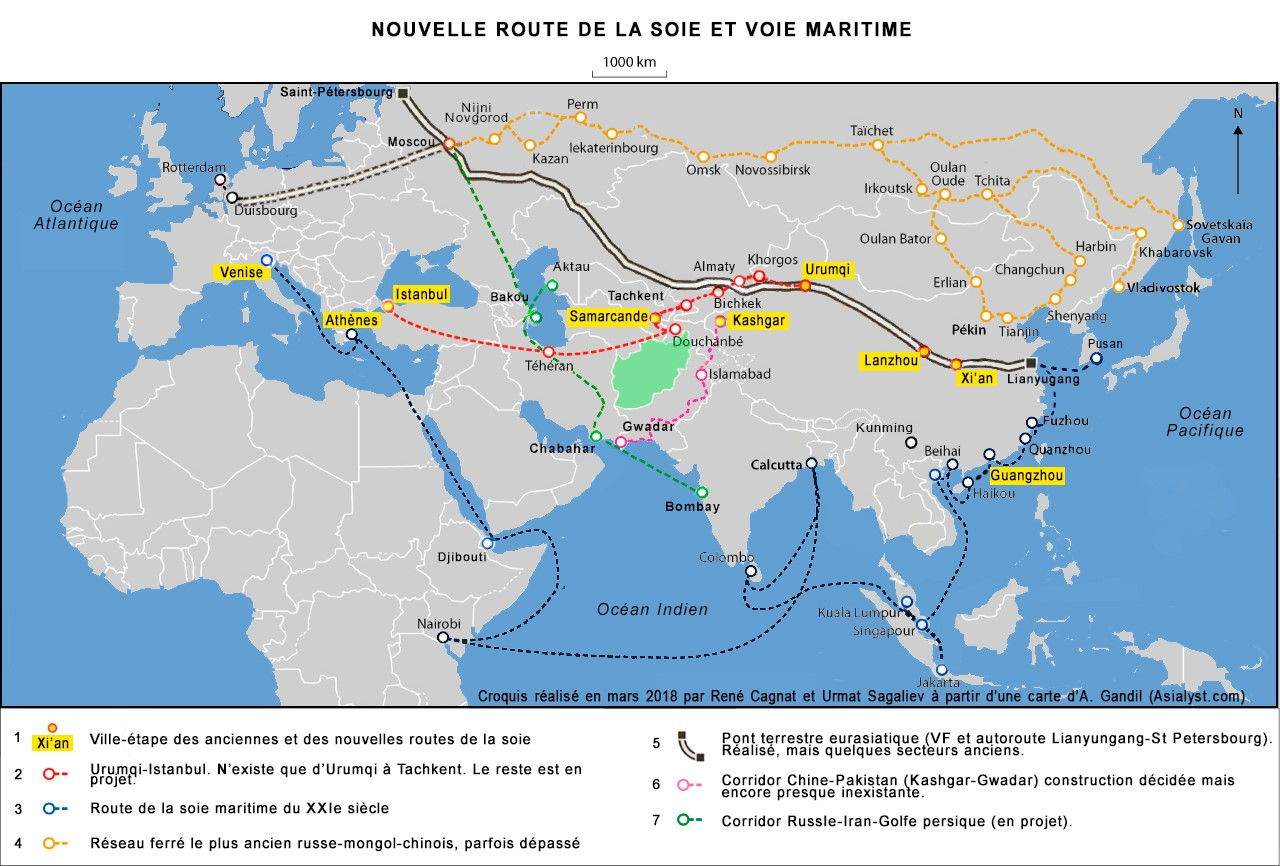 NOUVELLE ROUTE DE LA SOIE ET VOIE MARITIME
1000 km
Saint-Pétersbourg
Nijni
Novgorod
Perm
Taïchet
N
Moscou
Kazan
Iekaterinbourg
Rotterdam
Omsk
Novossibirsk
Oulan
Oude
Tchita
Irkoutsk
Océan
Atlantique
Duisbourg
Sovetskaïa
Gavan
Oulan Bator
Harbin
Khabarovsk
Venise
Aktau
Almaty
Khorgos
Urumqi
Changchun
Erlian
Vladivostok
Istanbul
Bakou
Tachkent
Bichkek
Samarcande
Kashgar
Shenyang
Athènes
Pékin
Tianjin
Douchanbé
Pusan
Téhéran
Lanzhou
Xi'an
Lianyugang
Islamabad
Océan
Pacifique
Gwadar
Kunming
Fuzhou
Chabahar
Beihai
Quanzhou
Calcutta
Guangzhou
Haikou
Bombay
Djibouti
Colombo
Océan Indien
Kuala Lumpur
Nairobi
Singapour
Jakarta
Croquis réalisé en mars 2018 par René Cagnat et Urmat Sagaliev à partir d'une carte d'A. Gandil (Asialyst.com)
1
Xi'an
Ville-étape des anciennes et des nouvelles routes de la soie
2
Urumqi-Istanbul. N'existe que d'Urumqi à Tachkent. Le reste est en
projet.
3
Route de la soie maritime du XXIe siècle
4
Réseau ferré le plus ancien russe-mongol-chinois, parfois dépassé
5
Pont terrestre eurasiatique (VF et autoroute Lianyungang-St Petersbourg).
Réalisé, mais quelques secteurs anciens.
6
Corridor Chine-Pakistan (Kashgar-Gwadar) construction décidée mais
encore presque inexistante.
7
Corridor RussIe-Iran-Golfe persique (en projet).